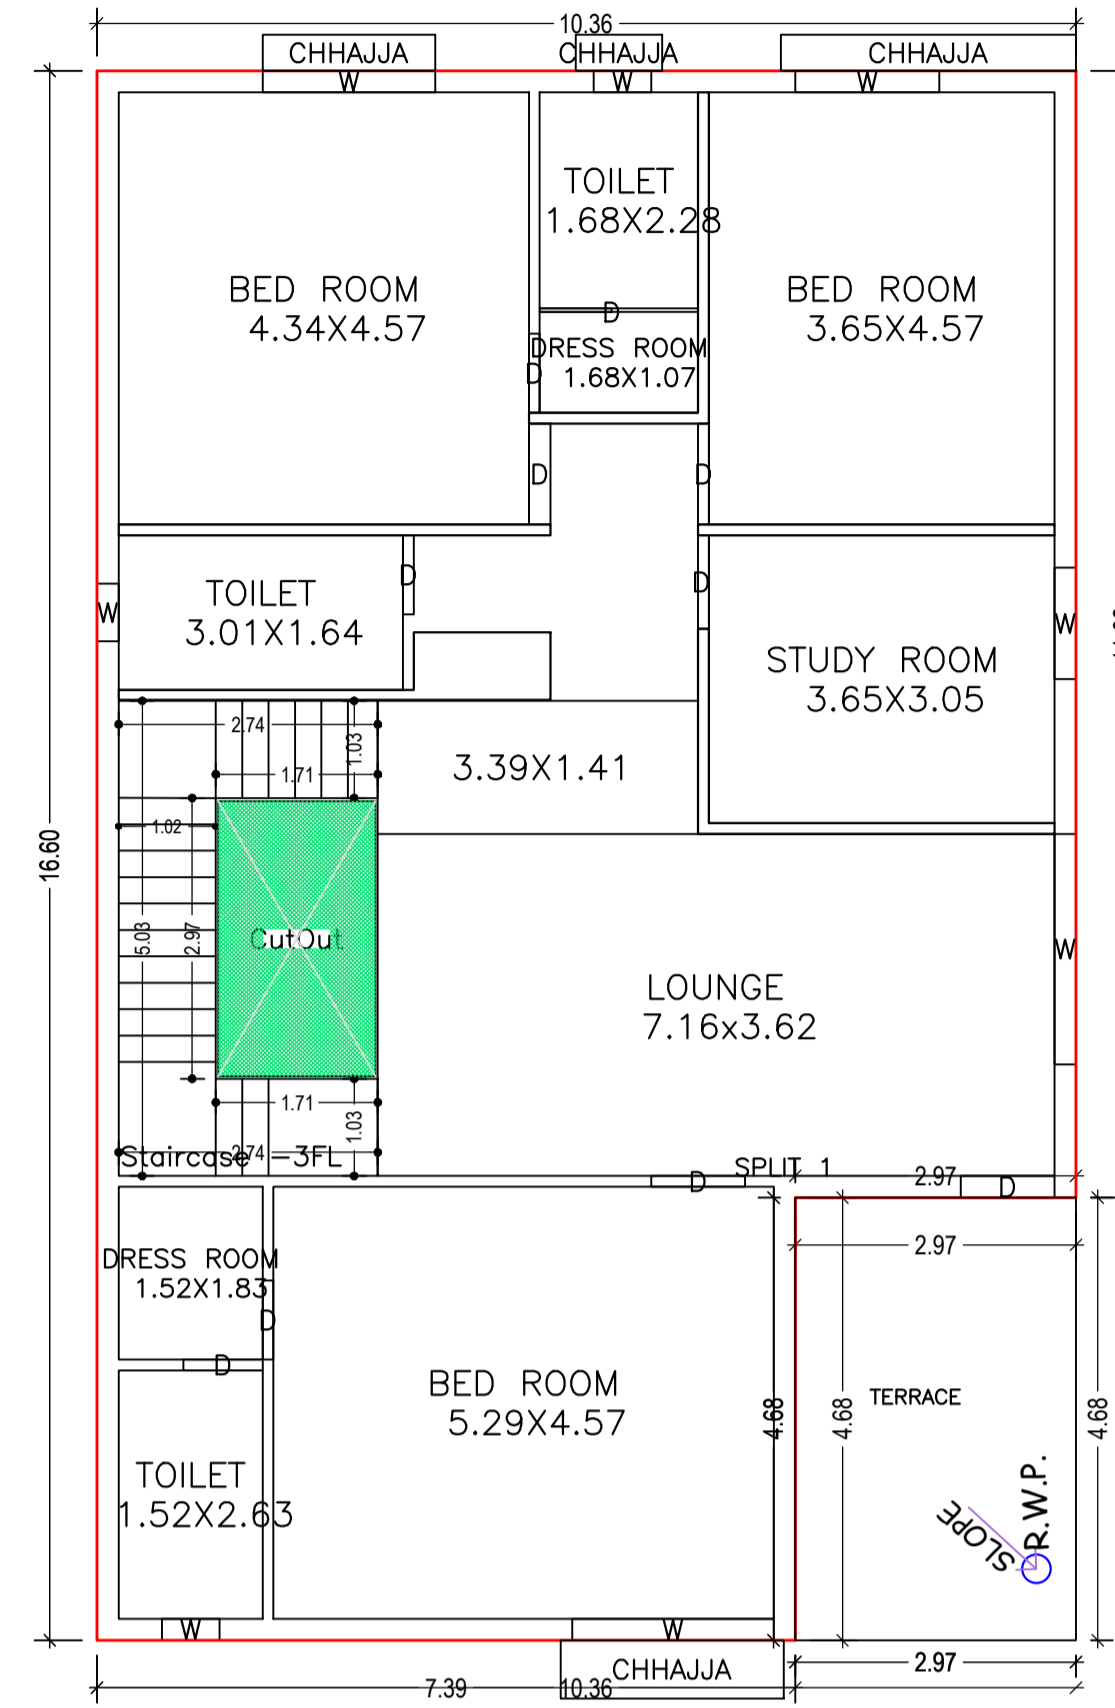 10.36
CHHAJJA
CHHAJJA
CHHAJJA
W
W
W
TOILET
1.68X2.28
BED ROOM
4.34X4.57
BED ROOM
3.65X4.57
D
DRESS ROOM
1.68X1.07
D
D
D
D
D
TOILET
3.01X1.64
W
W
STUDY ROOM
3.65X3.05
2.74
1.03
1.71
3.39X1.41
1.02
16.60
5.03
2.97
CutOut
W
LOUNGE
7.16x3.62
1.71
1.03
Staircase -3FL
2.74
SPLIT 1
2.97
D
D
2.97
DRESS ROOM
1.52X1.83
D
D
BED ROOM
5.29X4.57
4.68
4.68
TERRACE
4.68
TOILET
1.52X2.63
R.W.P.
SLOPE
W
W
CHHAJJA
2.97
7.39
10.36